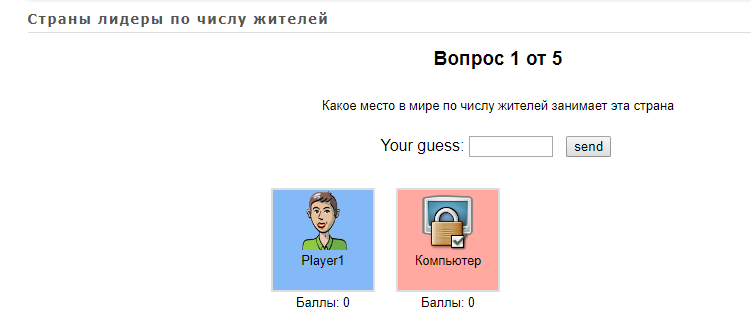 Страны лидеры по числу жителей
Вопрос 1 от 5
Какое место в мире по числу жителей занимает эта страна
Your guess: send
Player1 Компьютер
Баллы: 0 Баллы: 0